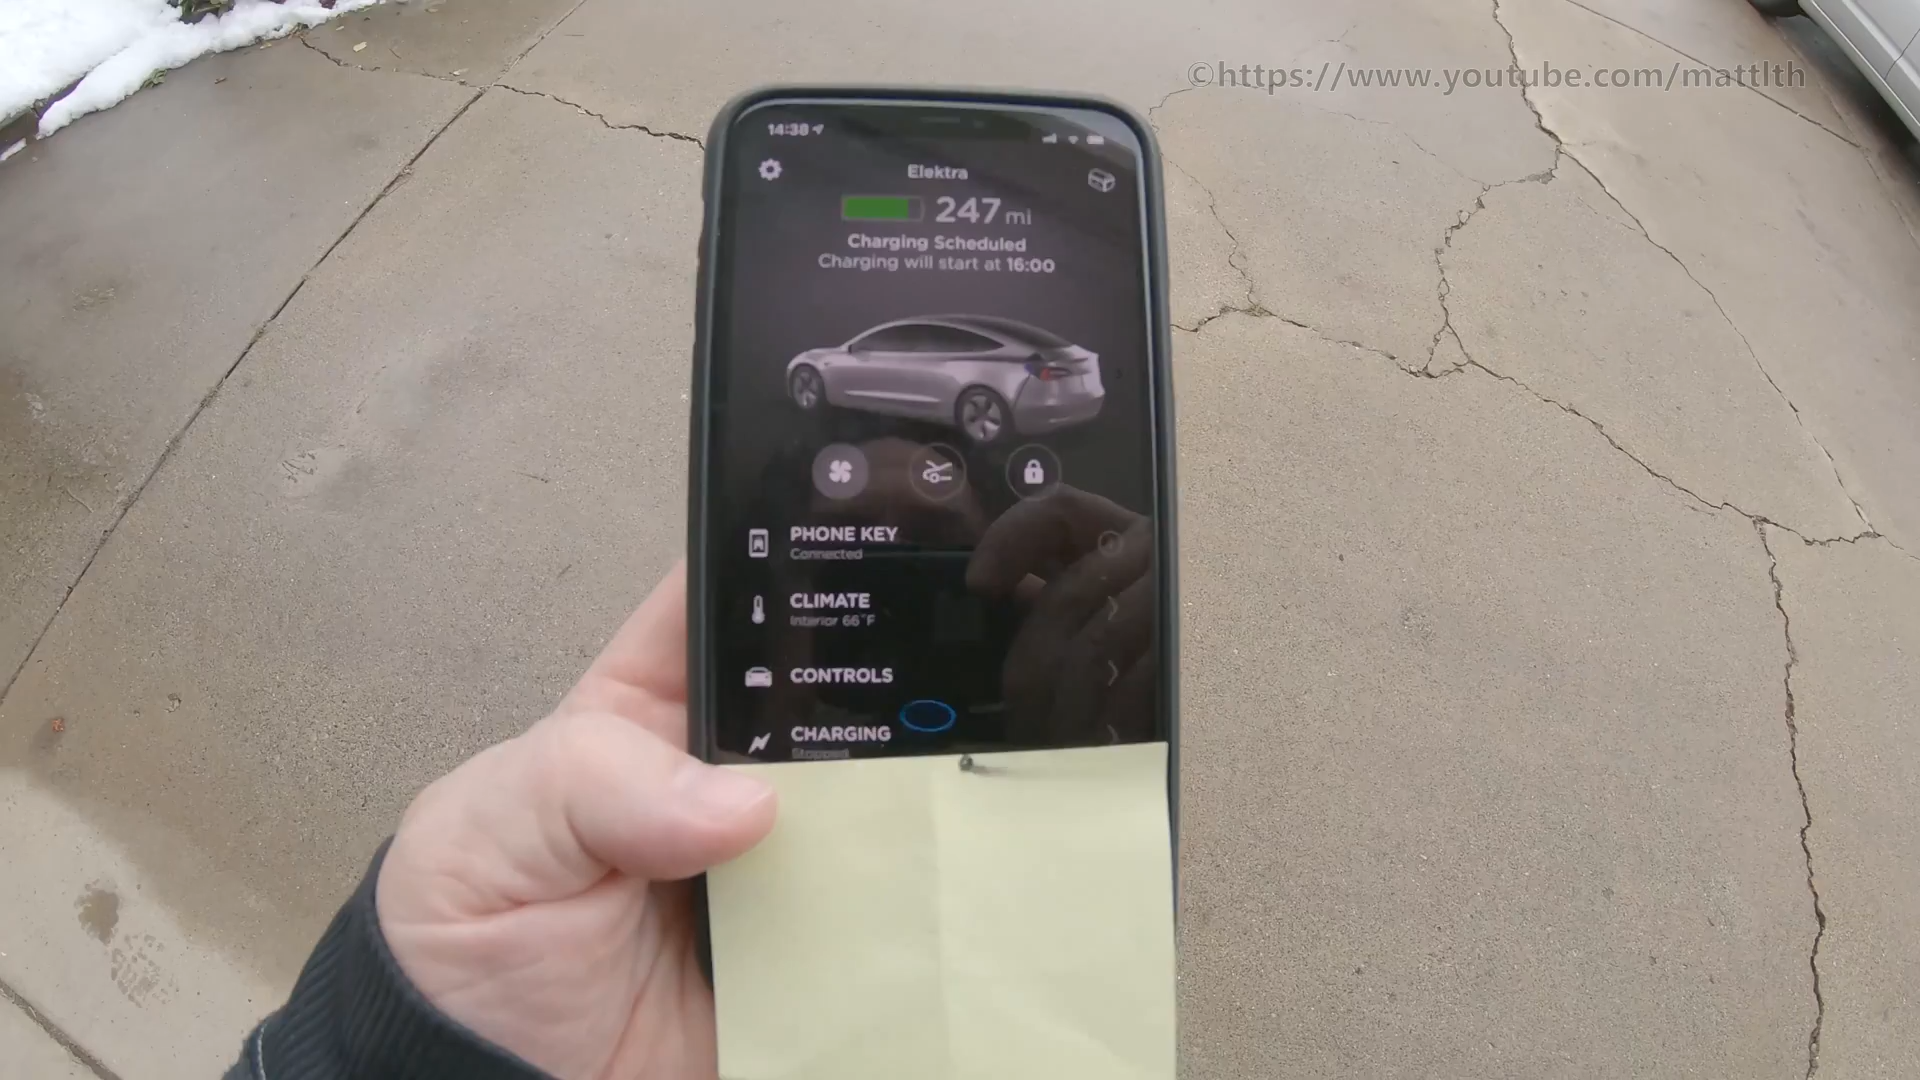 ©https://www.youtube.com/mattlth
14:38
Elektra
247 mi
Charging Scheduled
Charging will start at 16:00
PHONE KEY
Connected
CLIMATE
Interior 66°F
CONTROLS
CHARGING
Stopped